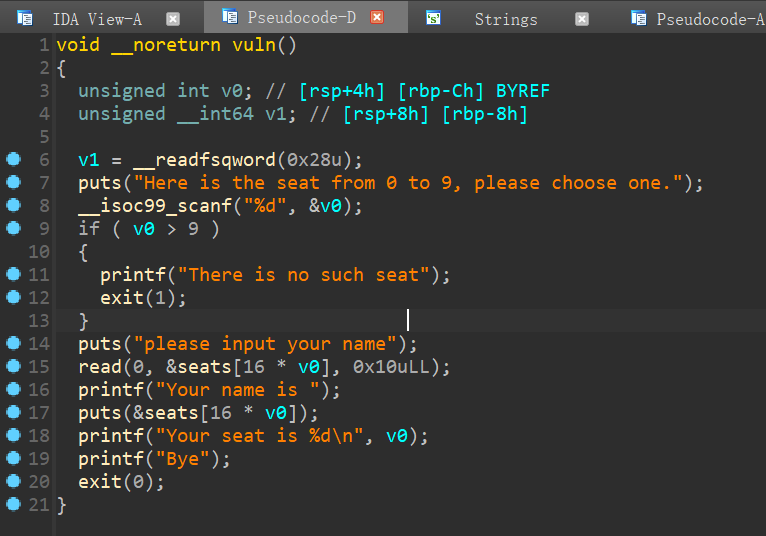 IDA View-A Pseudocode-D Strings Pseudocode-A
1 void __noreturn vuln()
2 {
3 unsigned int v0; // [rsp+4h] [rbp-Ch] BYREF
4 unsigned __int64 v1; // [rsp+8h] [rbp-8h]
5
6 v1 = __readfsqword(0x28u);
7 puts("Here is the seat from 0 to 9, please choose one.");
8 __isoc99_scanf("%d", &v0);
9 if ( v0 > 9 )
10 {
11 printf("There is no such seat");
12 exit(1);
13 }
14 puts("please input your name");
15 read(0, &seats[16 * v0], 0x10uLL);
16 printf("Your name is ");
17 puts(&seats[16 * v0]);
18 printf("Your seat is %d\n", v0);
19 printf("Bye");
20 exit(0);
21 }